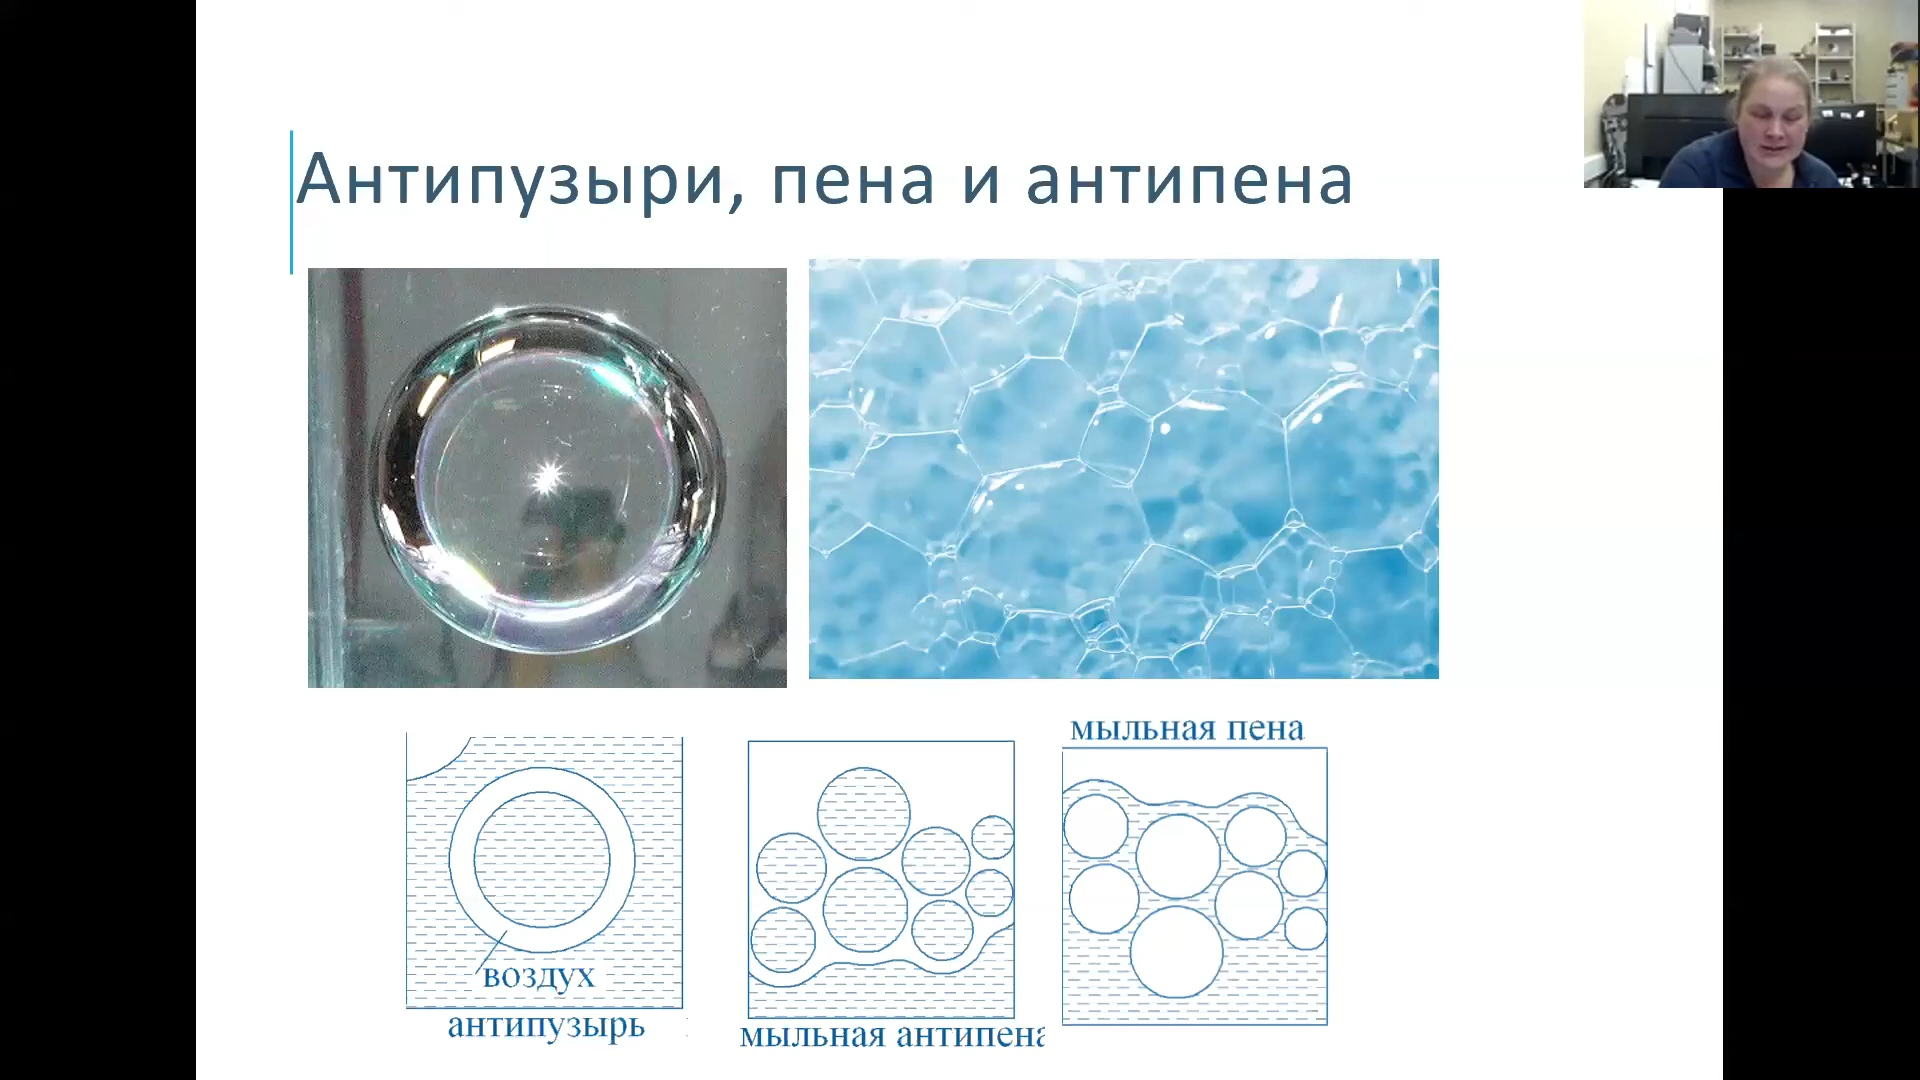 Антипузыри, пена и антипена
воздух
антипузырь
мыльная антипена
мыльная пена